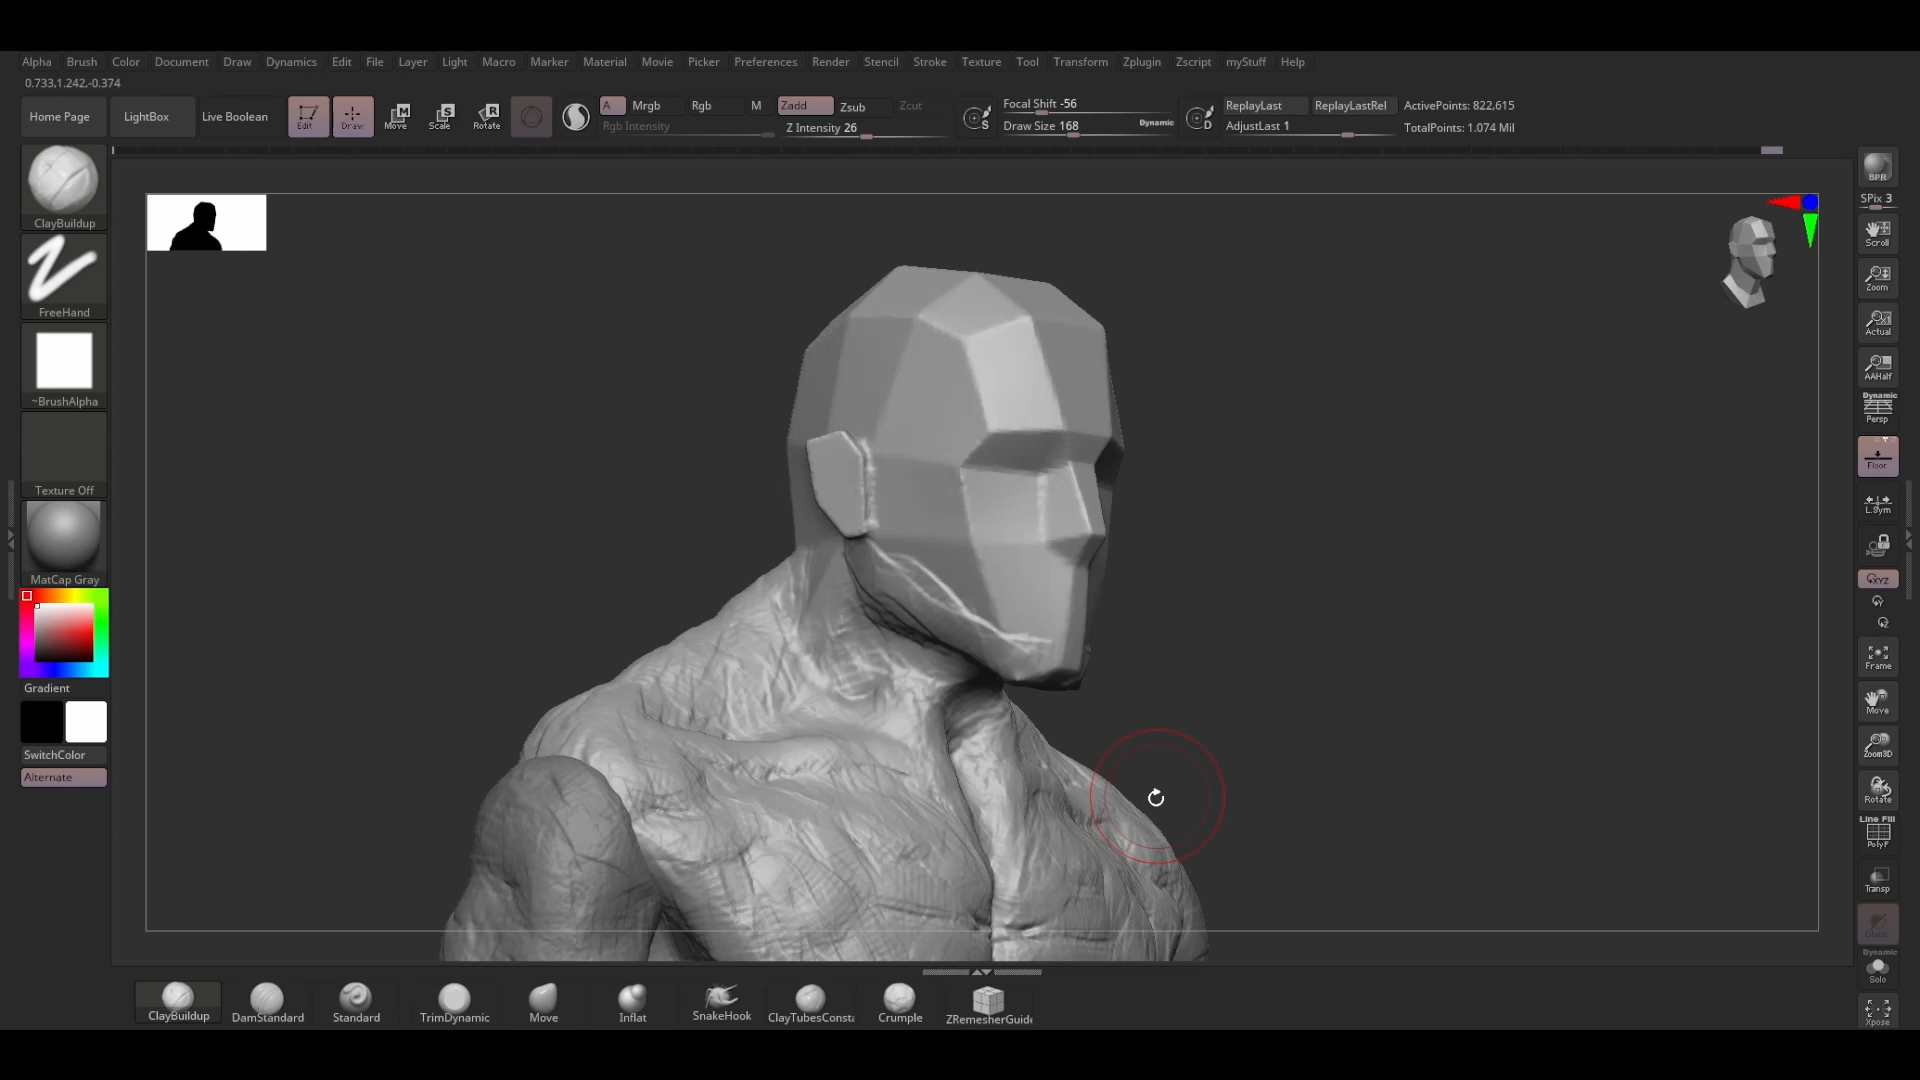 Alpha Brush Color Document Draw Dynamics Edit File Layer Light Macro Marker Material Movie Picker Preferences Render Stencil Stroke Texture Tool Transform Zplugin Zscript myStuff Help
0.733,1.242,-0.374
Home Page LightBox Live Boolean Edit Draw Move Scale Rotate
M S R
A Mrgb Rgb M Zadd Zsub Zcut
Rgb Intensity Z Intensity 26
S Focal Shift -56
Draw Size 168 Dynamic
D ReplayLast ReplayLastRel ActivePoints: 822,615
AdjustLast 1 TotalPoints: 1.074 Mil
ClayBuildup
FreeHand
~BrushAlpha
Texture Off
MatCap Gray
Gradient
SwitchColor
Alternate
BPR
SPix 3
Scroll
Zoom
Actual
AAHalf
Dynamic
Persp
Floor
L.Sym
XYZ
Y
Z
Frame
Move
Zoom3D
Rotate
Line Fill
PolyF
Transp
Ghost
Dynamic
Solo
Xpose
ClayBuildup DamStandard Standard TrimDynamic Move Inflat SnakeHook ClayTubesConsta Crumple ZRemesherGuide